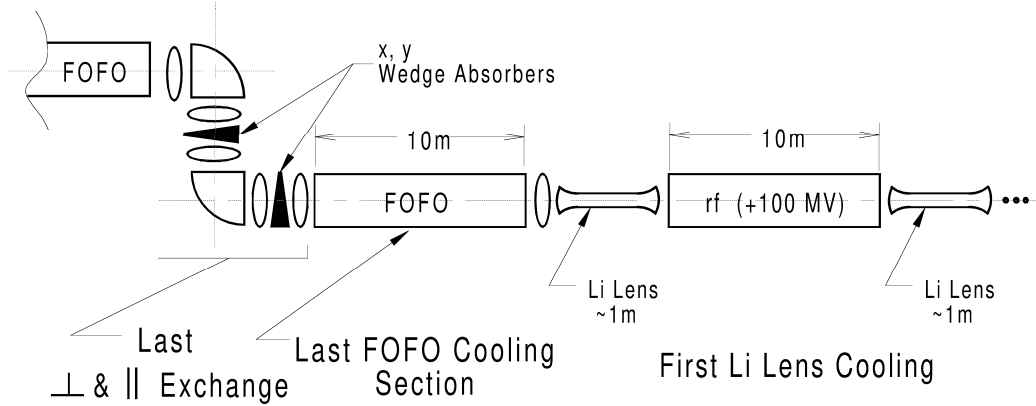 FOFO
x, y
Wedge Absorbers
10m
10m
FOFO
rf (+100 MV)
Li Lens
~1m
Li Lens
~1m
Last
⊥ & || Exchange
Last FOFO Cooling
Section
First Li Lens Cooling